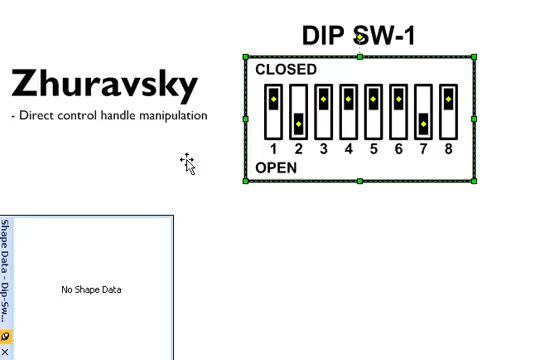 DIP SW-1
Zhuravsky
- Direct control handle manipulation
CLOSED
1 2 3 4 5 6 7 8
OPEN
Shape Data - Dip-Sw...
No Shape Data